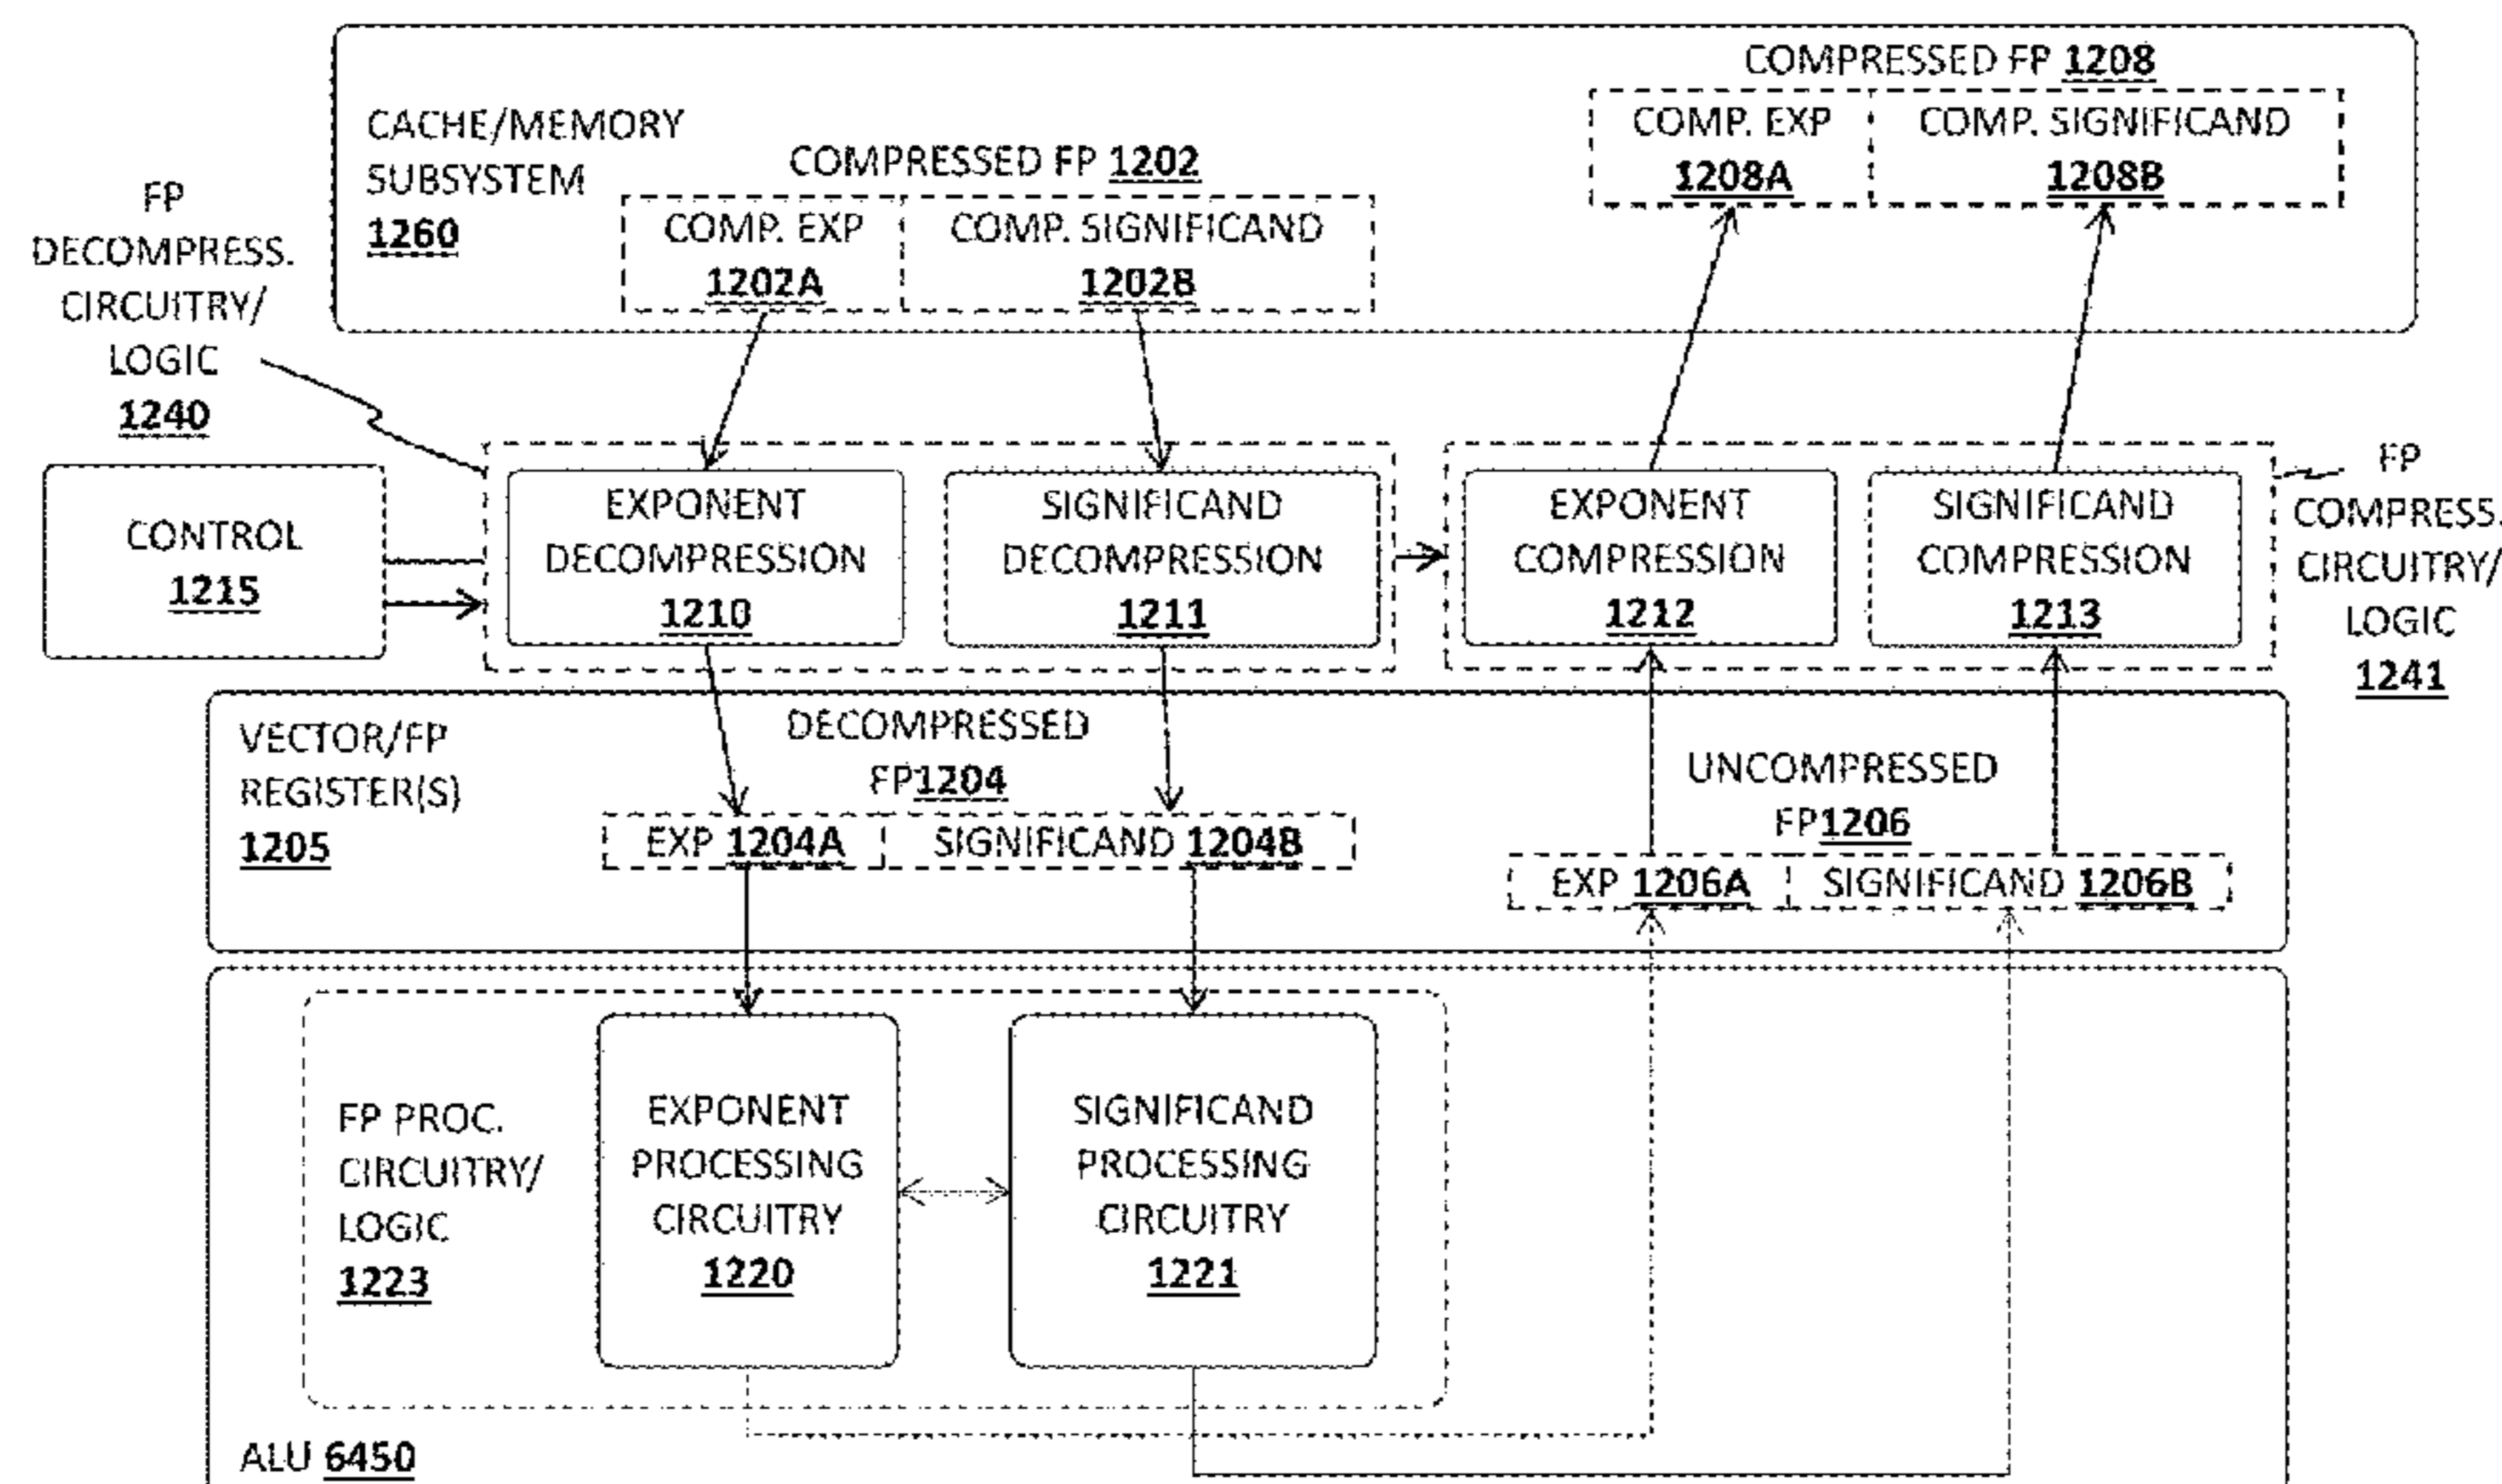 COMPRESSED FP 1208
COMP. EXP
1208A
COMP. SIGNIFICAND
1208B
CACHE/MEMORY
SUBSYSTEM
1260
COMPRESSED FP 1202
COMP. EXP
1202A
COMP. SIGNIFICAND
1202B
FP
DECOMPRESS.
CIRCUITRY/
LOGIC
1240
CONTROL
1215
EXPONENT
DECOMPRESSION
1210
SIGNIFICAND
DECOMPRESSION
1211
EXPONENT
COMPRESSION
1212
SIGNIFICAND
COMPRESSION
1213
FP
COMPRESS.
CIRCUITRY/
LOGIC
1241
VECTOR/FP
REGISTER(S)
1205
DECOMPRESSED
FP1204
EXP 1204A
SIGNIFICAND 1204B
UNCOMPRESSED
FP1206
EXP 1206A
SIGNIFICAND 1206B
FP PROC.
CIRCUITRY/
LOGIC
1223
EXPONENT
PROCESSING
CIRCUITRY
1220
SIGNIFICAND
PROCESSING
CIRCUITRY
1221
ALU 6450